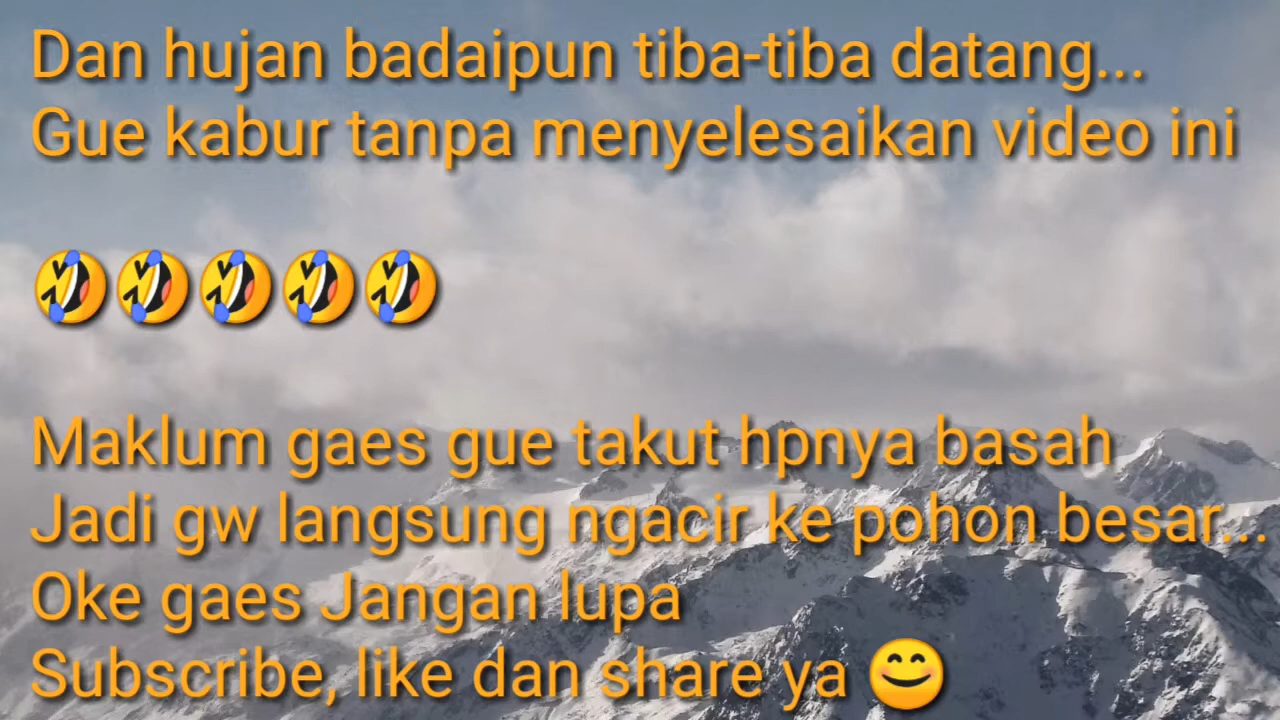 Dan hujan badaipun tiba-tiba datang...
Gue kabur tanpa menyelesaikan video ini
🤣🤣🤣🤣🤣
Maklum gaes gue takut hpnya basah
Jadi gw langsung ngacir ke pohon besar...
Oke gaes Jangan lupa
Subscribe, like dan share ya 😊